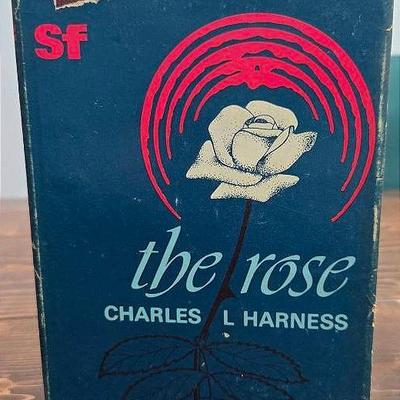 Sf
the rose
CHARLES L HARNESS